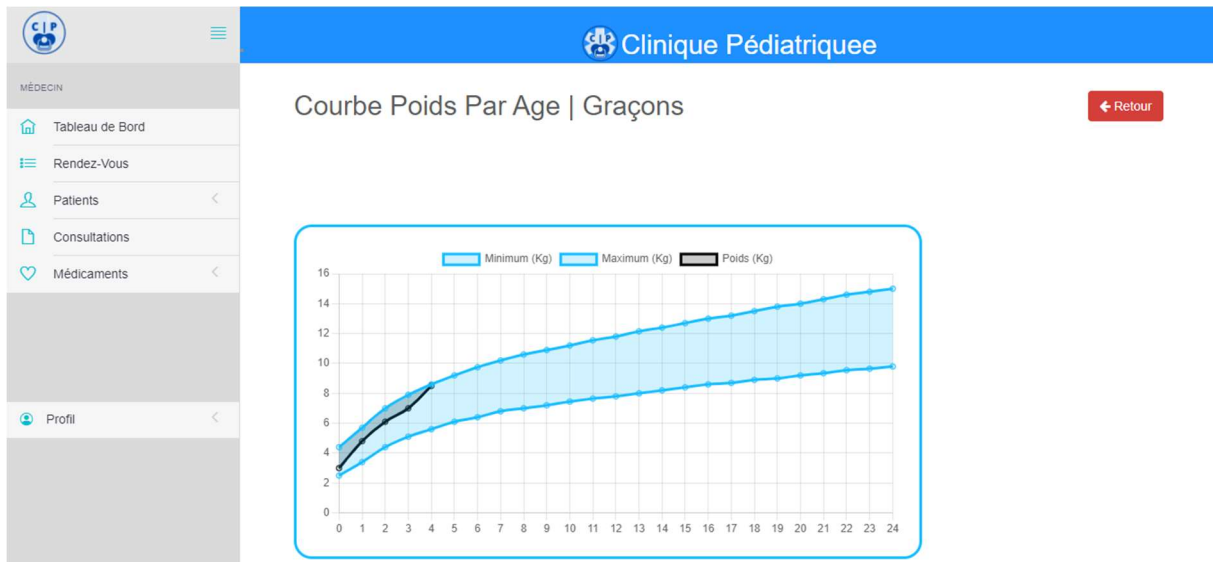 CIP
CIP Clinique Pédiatriquee
MÉDECIN
Courbe Poids Par Age | Graçons
Retour
Tableau de Bord
Rendez-Vous
Patients
Consultations
Médicaments
Profil
Minimum (Kg) Maximum (Kg) Poids (Kg)
16
14
12
10
8
6
4
2
0
0 1 2 3 4 5 6 7 8 9 10 11 12 13 14 15 16 17 18 19 20 21 22 23 24